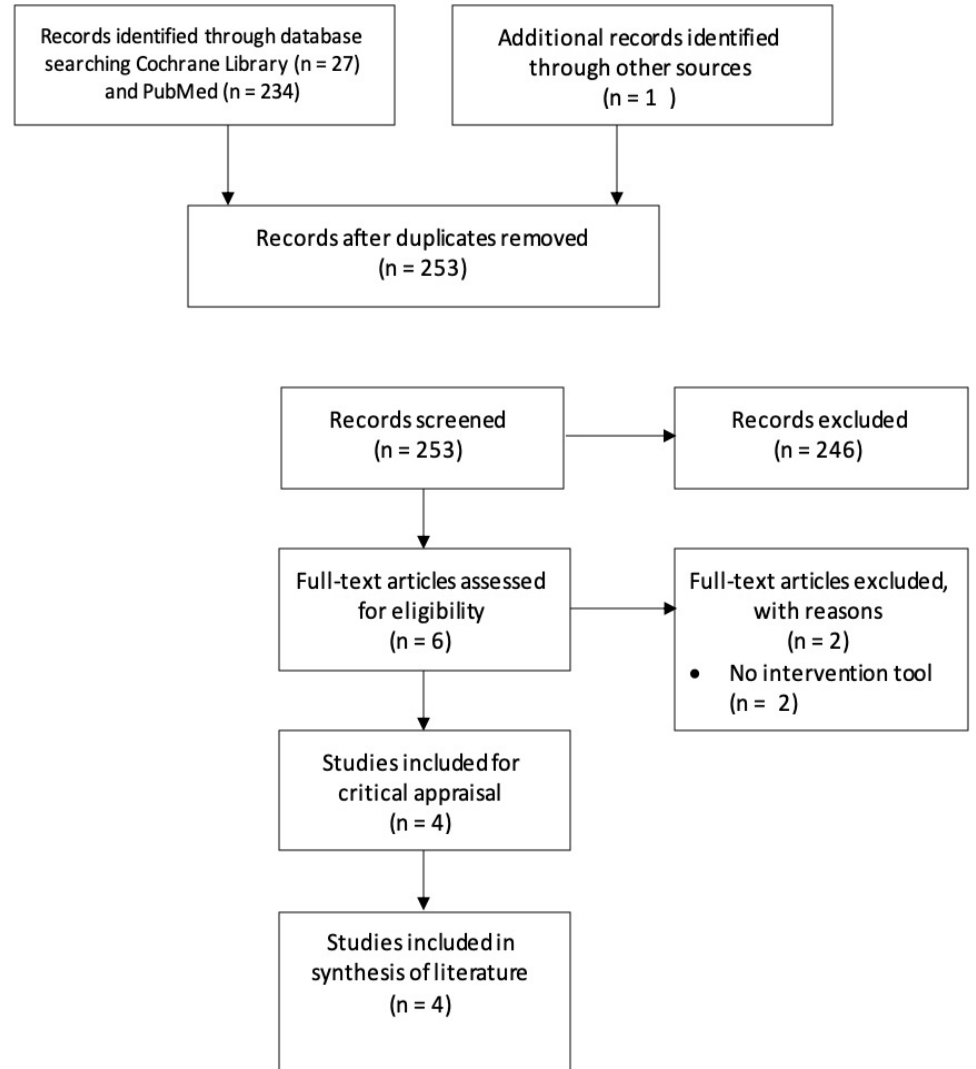 Records identified through database
searching Cochrane Library (n = 27)
and PubMed (n = 234)
Additional records identified
through other sources
(n = 1 )
Records after duplicates removed
(n = 253)
Records screened
(n = 253)
Records excluded
(n = 246)
Full-text articles assessed
for eligibility
(n = 6)
Full-text articles excluded,
with reasons
(n = 2)
• No intervention tool
(n = 2)
Studies included for
critical appraisal
(n = 4)
Studies included in
synthesis of literature
(n = 4)